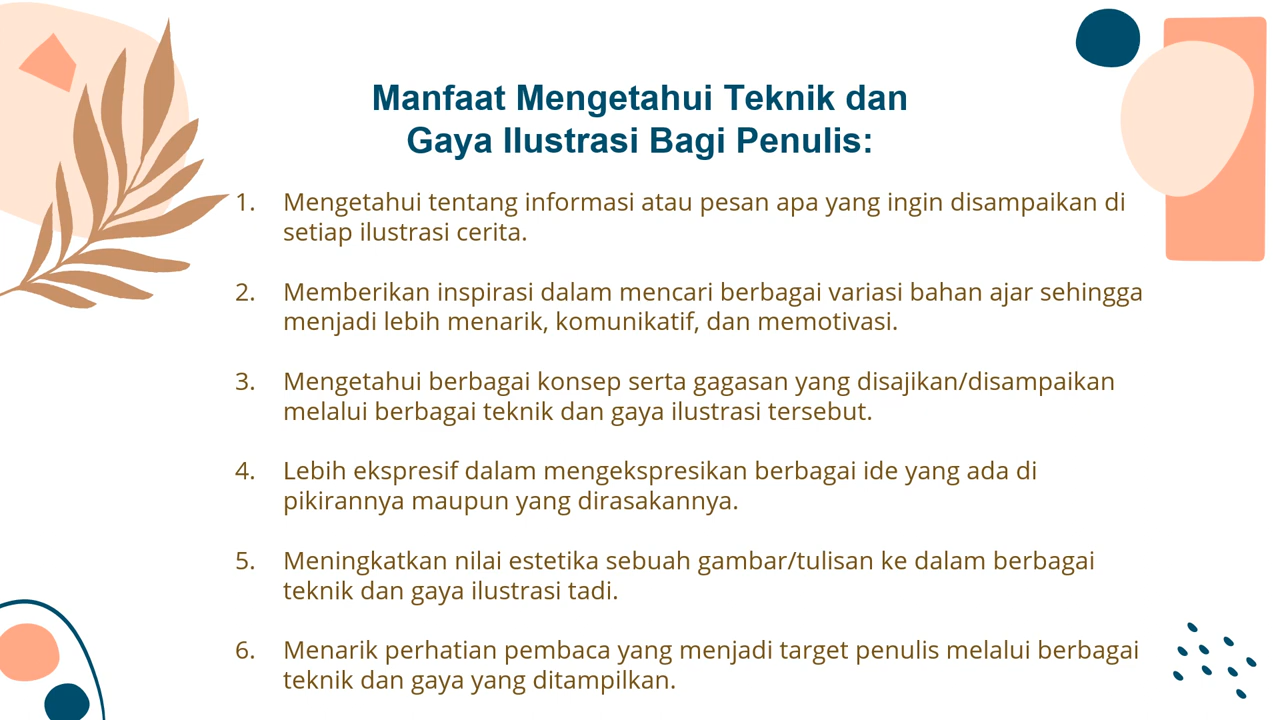 Manfaat Mengetahui Teknik dan
Gaya Ilustrasi Bagi Penulis:
1. Mengetahui tentang informasi atau pesan apa yang ingin disampaikan di
setiap ilustrasi cerita.
2. Memberikan inspirasi dalam mencari berbagai variasi bahan ajar sehingga
menjadi lebih menarik, komunikatif, dan memotivasi.
3. Mengetahui berbagai konsep serta gagasan yang disajikan/disampaikan
melalui berbagai teknik dan gaya ilustrasi tersebut.
4. Lebih ekspresif dalam mengekspresikan berbagai ide yang ada di
pikirannya maupun yang dirasakannya.
5. Meningkatkan nilai estetika sebuah gambar/tulisan ke dalam berbagai
teknik dan gaya ilustrasi tadi.
6. Menarik perhatian pembaca yang menjadi target penulis melalui berbagai
teknik dan gaya yang ditampilkan.